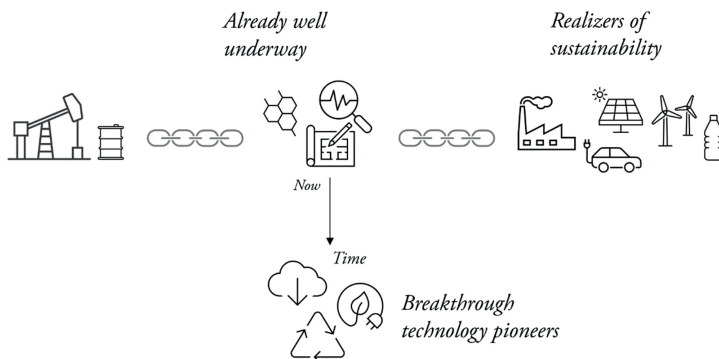 Already well
underway
Realizers of
sustainability
Now
Time
Breakthrough
technology pioneers